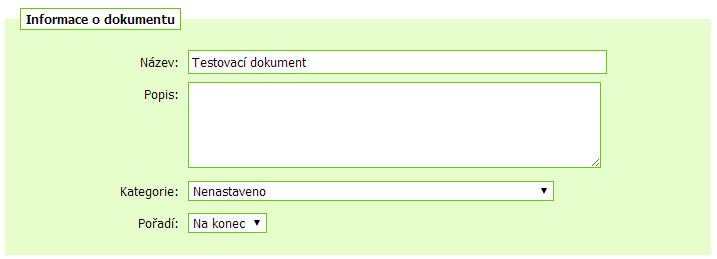 Informace o dokumentu
Název: Testovací dokument
Popis:
Kategorie: Nenastaveno
Pořadí: Na konec